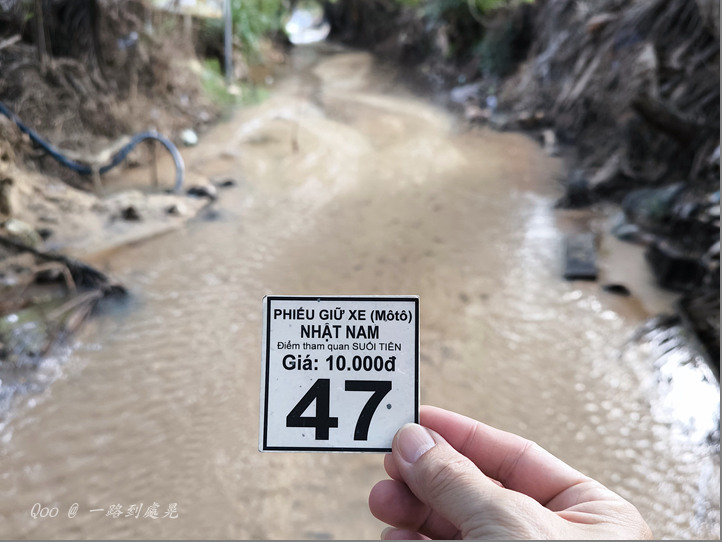 PHIẾU GIỮ XE (Môtô)
NHẬT NAM
Điểm tham quan SUỐI TIÊN
Giá: 10.000đ
47
Qoo @ 一路到處晃